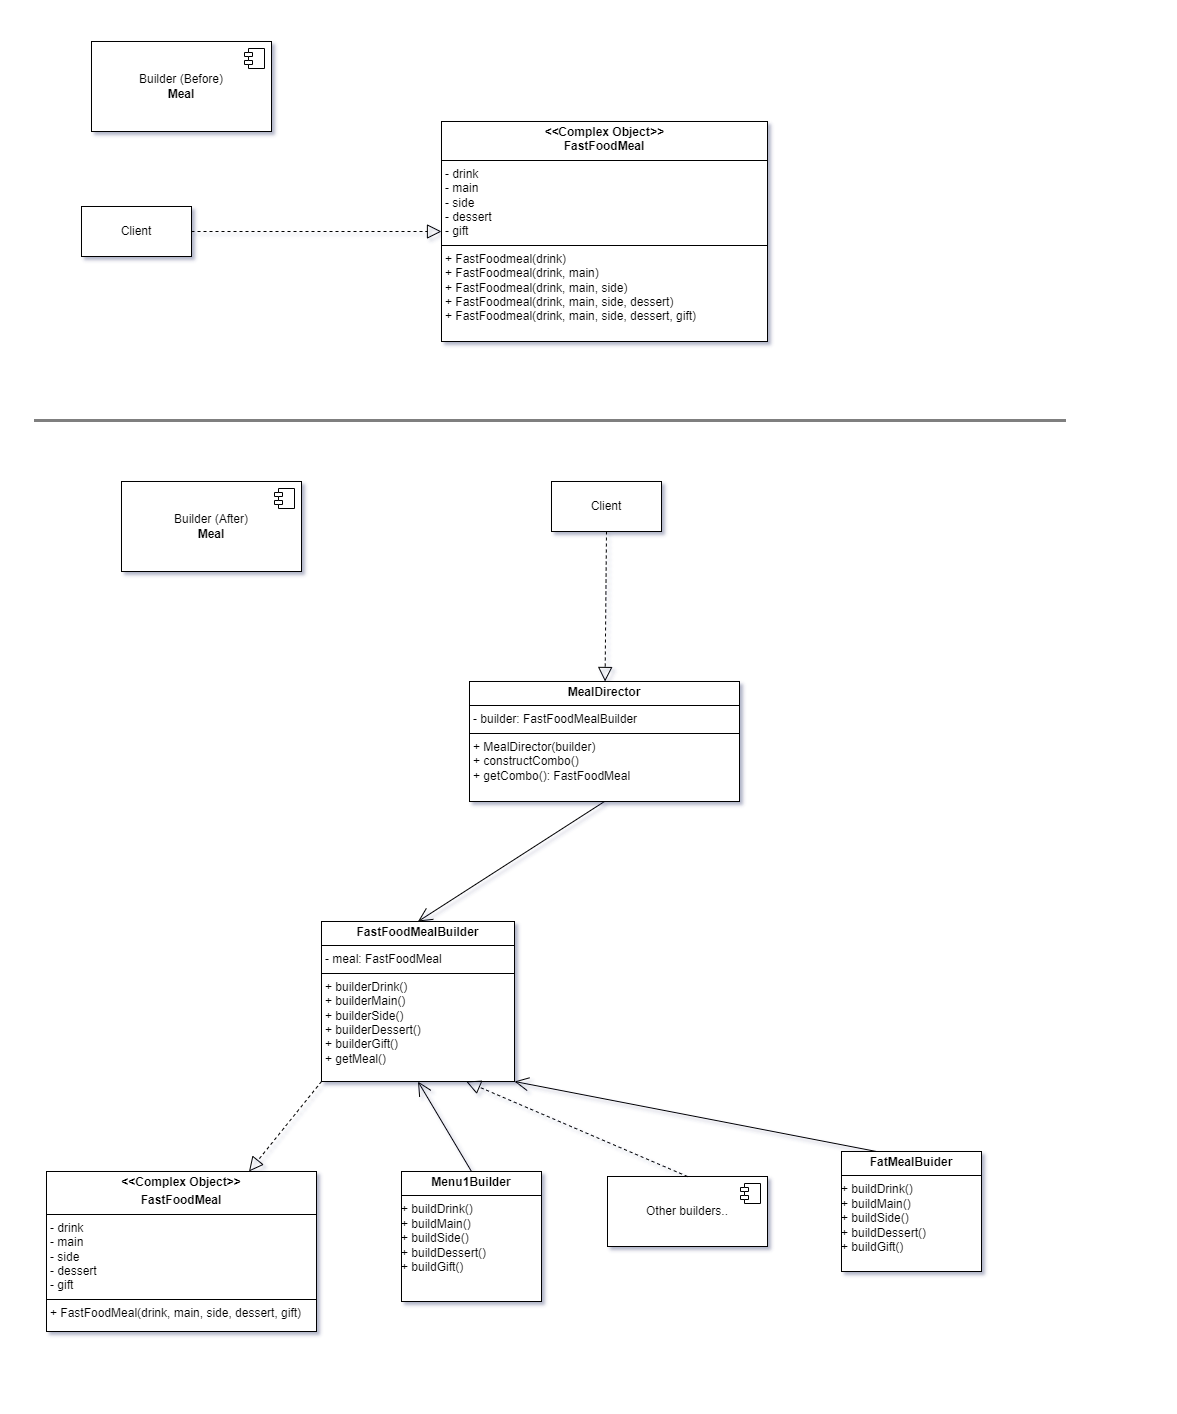 Builder (Before)
Meal
<<Complex Object>>
FastFoodMeal
- drink
- main
- side
- dessert
- gift
+ FastFoodmeal(drink)
+ FastFoodmeal(drink, main)
+ FastFoodmeal(drink, main, side)
+ FastFoodmeal(drink, main, side, dessert)
+ FastFoodmeal(drink, main, side, dessert, gift)
Client
Builder (After)
Meal
Client
MealDirector
- builder: FastFoodMealBuilder
+ MealDirector(builder)
+ constructCombo()
+ getCombo(): FastFoodMeal
FastFoodMealBuilder
- meal: FastFoodMeal
+ builderDrink()
+ builderMain()
+ builderSide()
+ builderDessert()
+ builderGift()
+ getMeal()
<<Complex Object>>
FastFoodMeal
- drink
- main
- side
- dessert
- gift
+ FastFoodMeal(drink, main, side, dessert, gift)
Menu1Builder
+ buildDrink()
+ buildMain()
+ buildSide()
+ buildDessert()
+ buildGift()
Other builders..
FatMealBuider
+ buildDrink()
+ buildMain()
+ buildSide()
+ buildDessert()
+ buildGift()